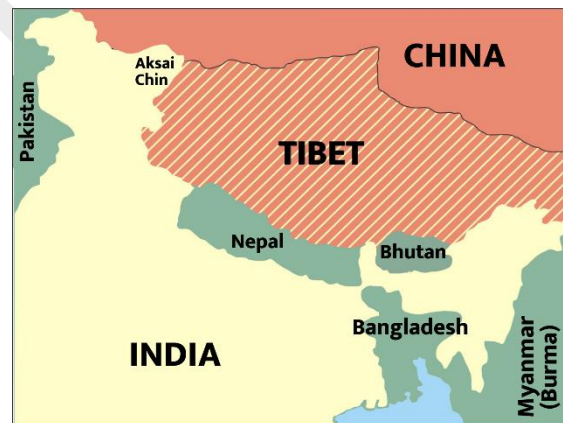 CHINA
Aksai
Chin
Pakistan
TIBET
Nepal
Bhutan
Bangladesh
INDIA
Myanmar
(Burma)